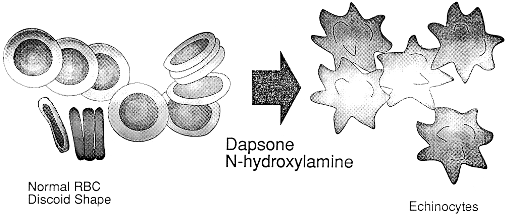 Dapsone
N-hydroxylamine
Normal RBC
Discoid Shape
Echinocytes